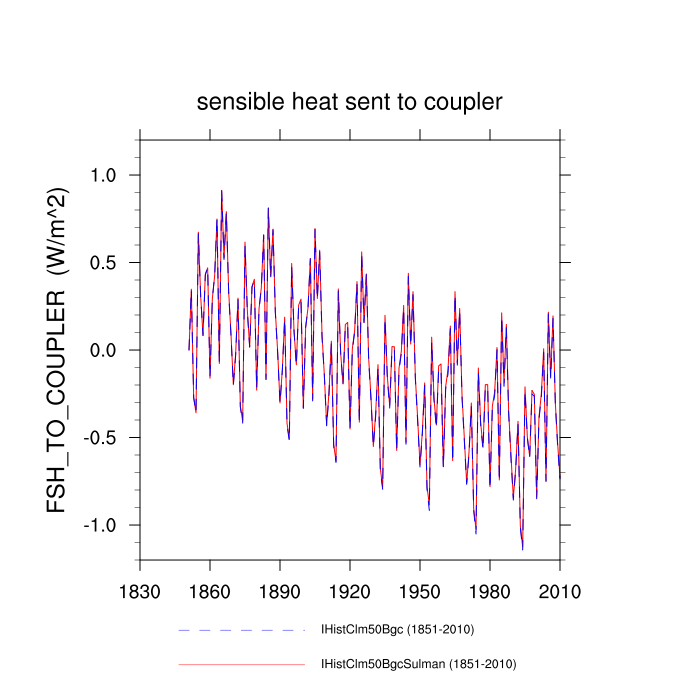 sensible heat sent to coupler
FSH_TO_COUPLER (W/m^2)
1.0
0.5
0.0
-0.5
-1.0
1830 1860 1890 1920 1950 1980 2010
IHistClm50Bgc (1851-2010)
IHistClm50BgcSulman (1851-2010)